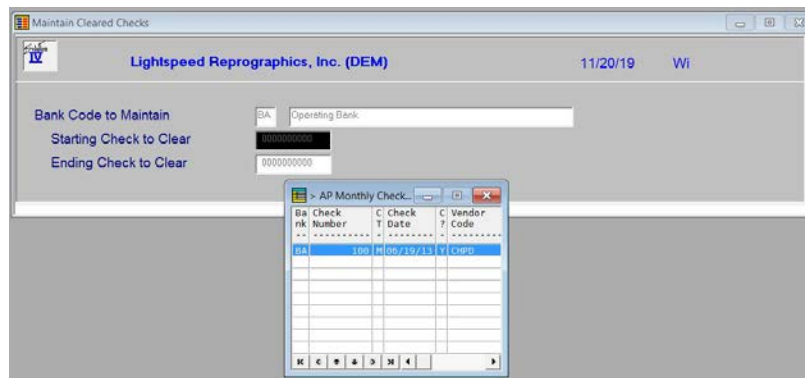 Maintain Cleared Checks
IV
Lightspeed Reprographics, Inc. (DEM) 11/20/19 Wi
Bank Code to Maintain BA Operating Bank
Starting Check to Clear 0000000000
Ending Check to Clear 0000000000
> AP Monthly Check...
Ba Check C Check C Vendor
nk Number T Date ? Code
-- ---------- - -------- - ---------
BA 100 M 06/19/13 Y CHPD